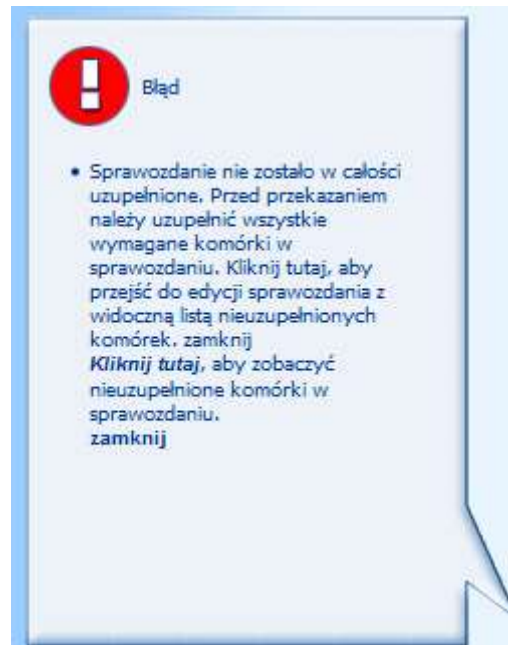 Błąd
• Sprawozdanie nie zostało w całości
uzupełnione. Przed przekazaniem
należy uzupełnić wszystkie
wymagane komórki w
sprawozdaniu. Kliknij tutaj, aby
przejść do edycji sprawozdania z
widoczną listą nieuzupełnionych
komórek. zamknij
Kliknij tutaj, aby zobaczyć
nieuzupełnione komórki w
sprawozdaniu.
zamknij